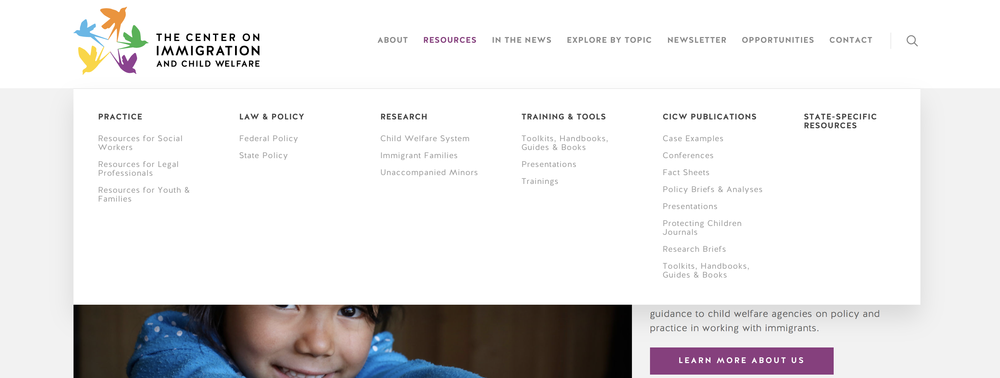 THE CENTER ON
IMMIGRATION
AND CHILD WELFARE
ABOUT RESOURCES IN THE NEWS EXPLORE BY TOPIC NEWSLETTER OPPORTUNITIES CONTACT
PRACTICE
Resources for Social
Workers
Resources for Legal
Professionals
Resources for Youth &
Families
LAW & POLICY
Federal Policy
State Policy
RESEARCH
Child Welfare System
Immigrant Families
Unaccompanied Minors
TRAINING & TOOLS
Toolkits, Handbooks,
Guides & Books
Presentations
Trainings
CICW PUBLICATIONS
Case Examples
Conferences
Fact Sheets
Policy Briefs & Analyses
Presentations
Protecting Children
Journals
Research Briefs
Toolkits, Handbooks,
Guides & Books
STATE-SPECIFIC
RESOURCES
guidance to child welfare agencies on policy and
practice in working with immigrants.
LEARN MORE ABOUT US